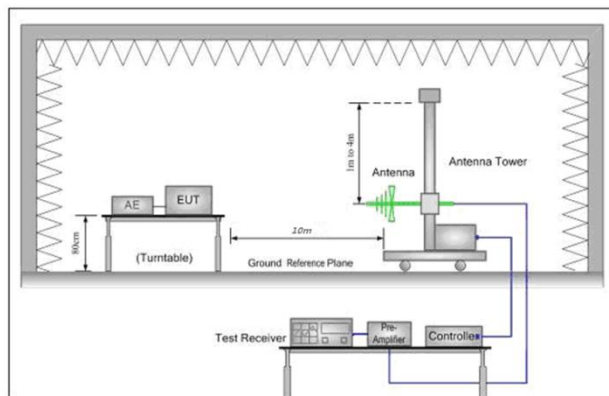 1m to 4m
Antenna
Antenna Tower
AE
EUT
10m
80cm
(Turntable)
Ground Reference Plane
Test Receiver
Pre-
Amplifier
Controller